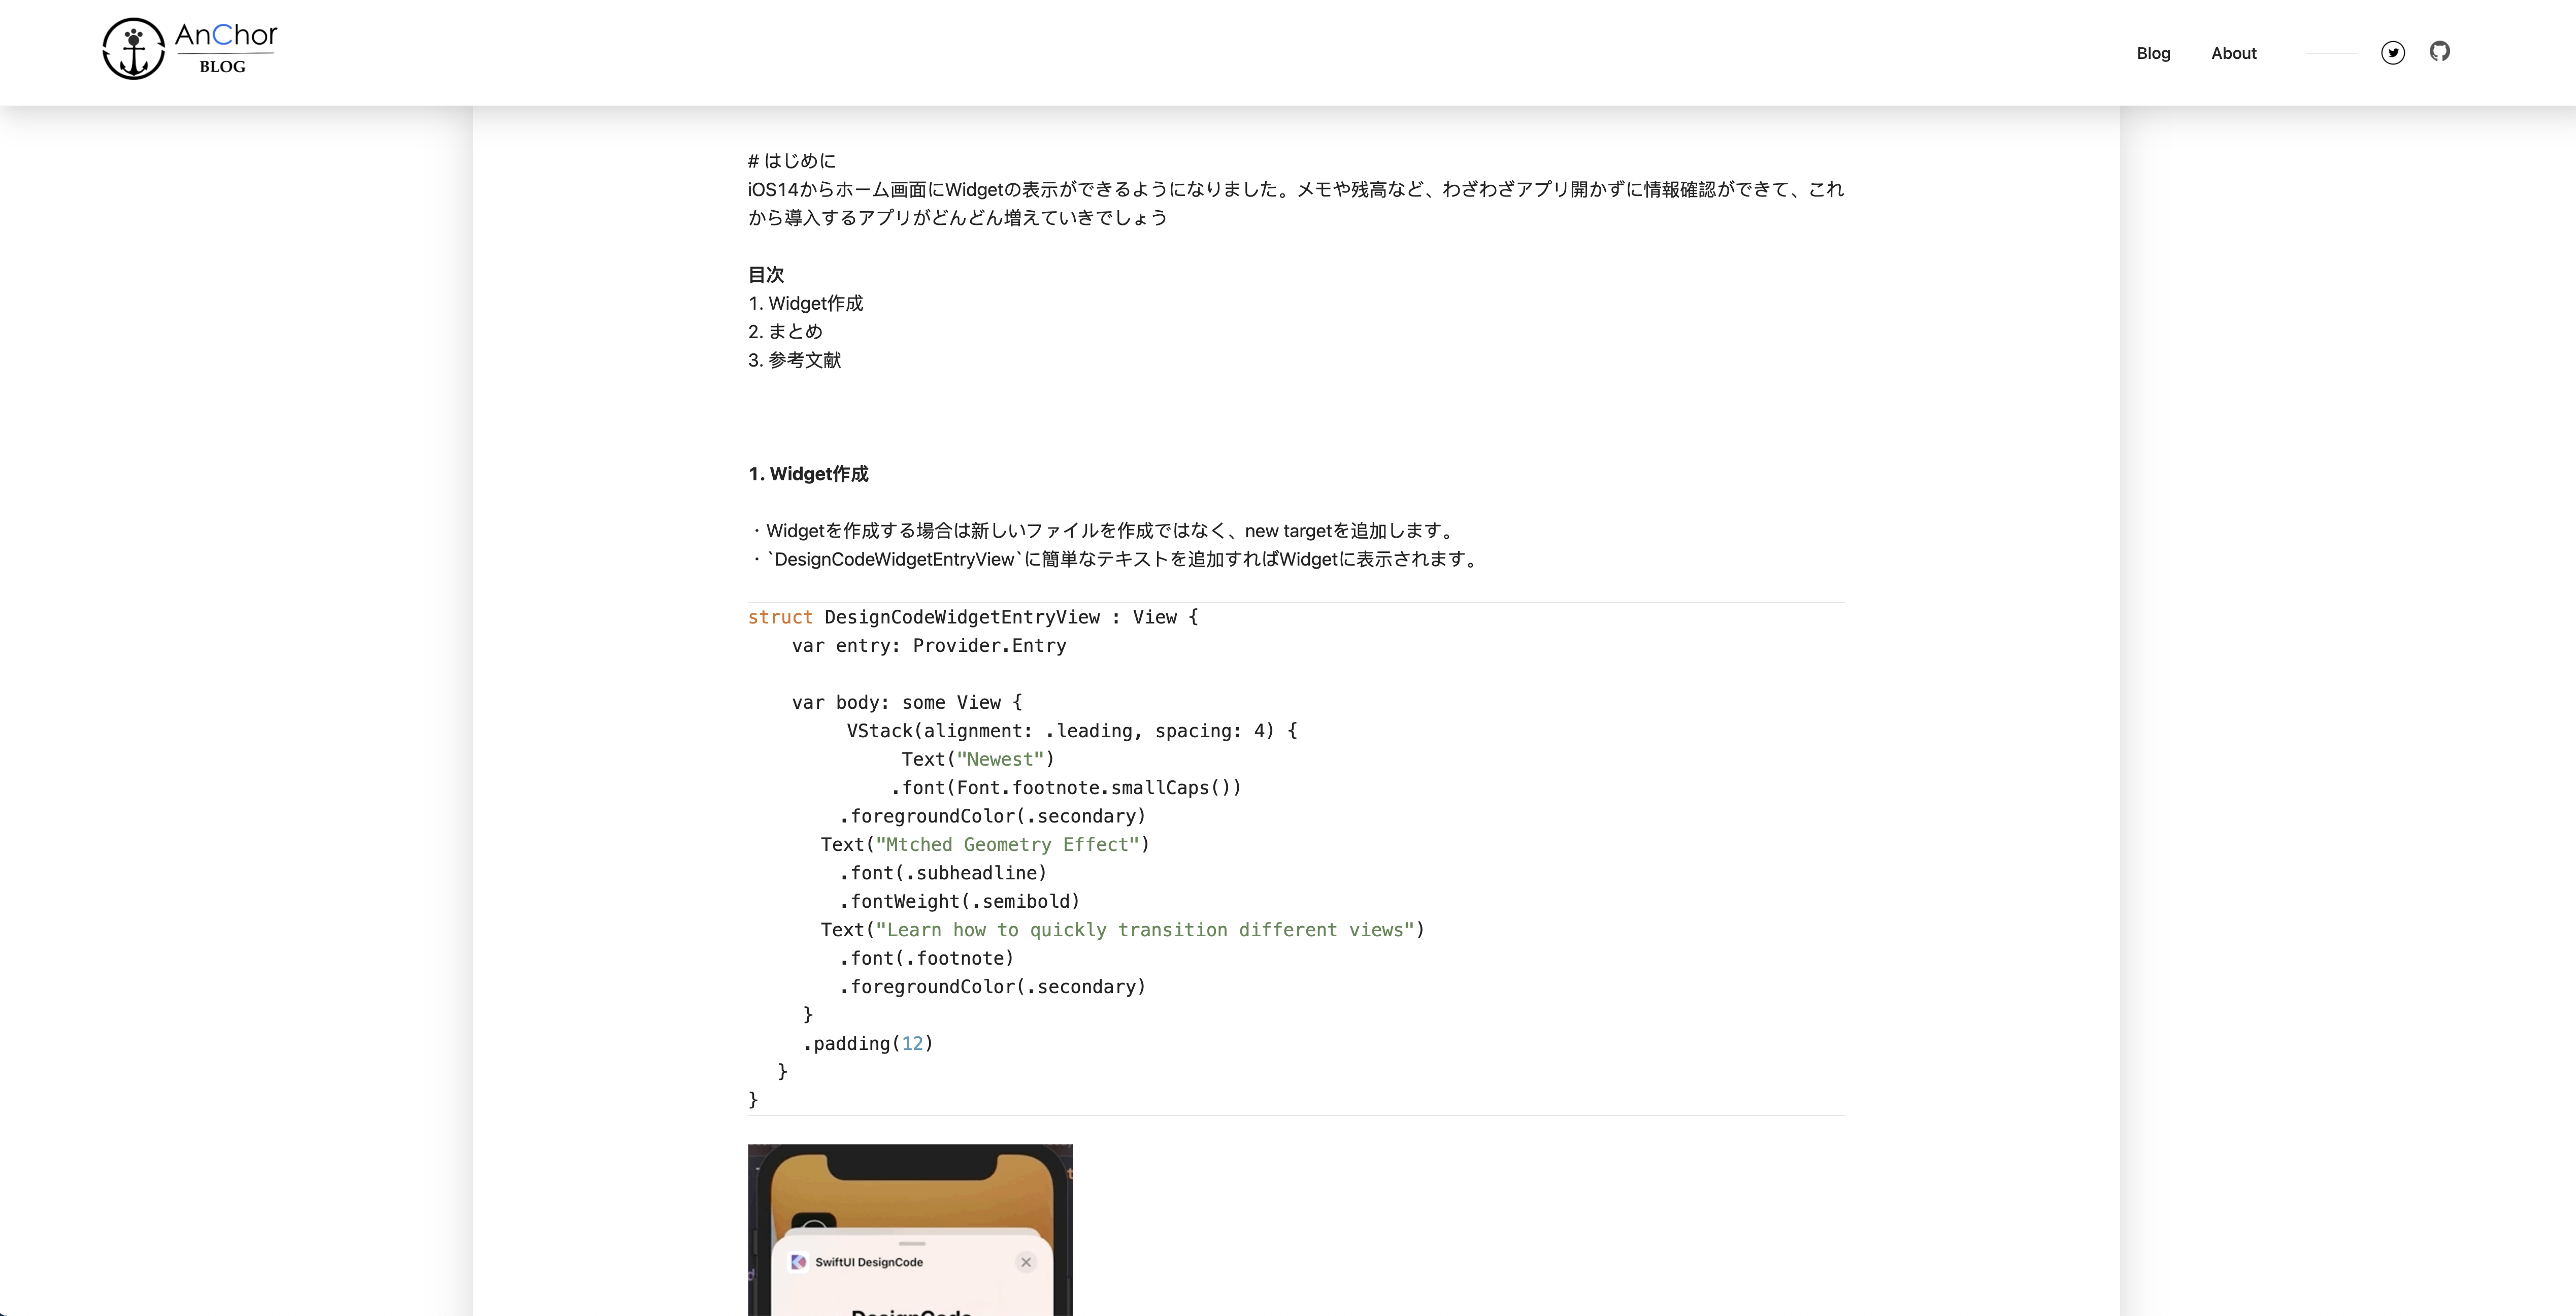 AnChor
BLOG
Blog About
# はじめに
iOS14からホーム画面にWidgetの表示ができるようになりました。メモや残高など、わざわざアプリ開かずに情報確認ができて、これ
から導入するアプリがどんどん増えていきでしょう
目次
1. Widget作成
2. まとめ
3. 参考文献
1. Widget作成
・Widgetを作成する場合は新しいファイルを作成ではなく、new targetを追加します。
・`DesignCodeWidgetEntryView`に簡単なテキストを追加すればWidgetに表示されます。
struct DesignCodeWidgetEntryView : View {
var entry: Provider.Entry
var body: some View {
VStack(alignment: .leading, spacing: 4) {
Text("Newest")
.font(Font.footnote.smallCaps())
.foregroundColor(.secondary)
Text("Mtched Geometry Effect")
.font(.subheadline)
.fontWeight(.semibold)
Text("Learn how to quickly transition different views")
.font(.footnote)
.foregroundColor(.secondary)
}
.padding(12)
}
}
SwiftUI DesignCode
DesignCode